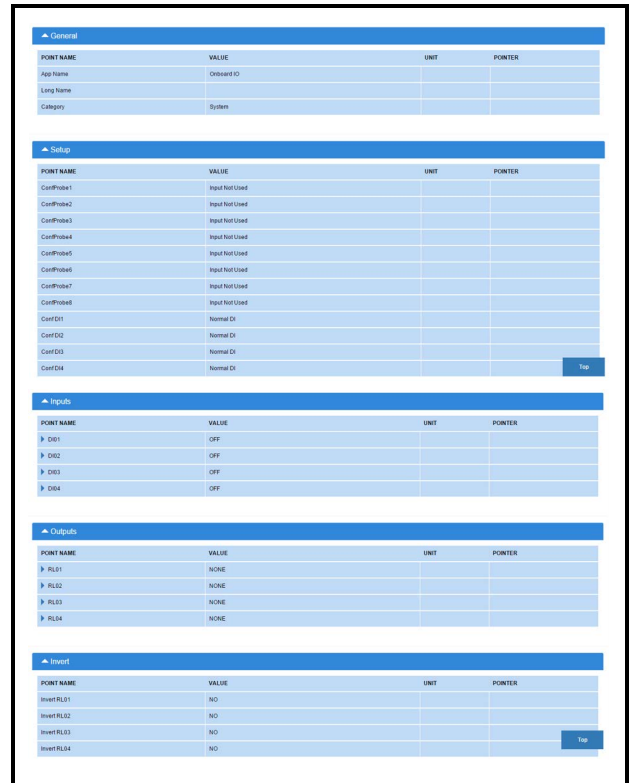 General
POINT NAME VALUE UNIT POINTER
App Name Onboard IO
Long Name
Category System
Setup
POINT NAME VALUE UNIT POINTER
ConfProbe1 Input Not Used
ConfProbe2 Input Not Used
ConfProbe3 Input Not Used
ConfProbe4 Input Not Used
ConfProbe5 Input Not Used
ConfProbe6 Input Not Used
ConfProbe7 Input Not Used
ConfProbe8 Input Not Used
Conf DI1 Normal DI
Conf DI2 Normal DI
Conf DI3 Normal DI
Conf DI4 Normal DI
Top
Inputs
POINT NAME VALUE UNIT POINTER
DI01 OFF
DI02 OFF
DI03 OFF
DI04 OFF
Outputs
POINT NAME VALUE UNIT POINTER
RL01 NONE
RL02 NONE
RL03 NONE
RL04 NONE
Invert
POINT NAME VALUE UNIT POINTER
Invert RL01 NO
Invert RL02 NO
Invert RL03 NO
Top
Invert RL04 NO